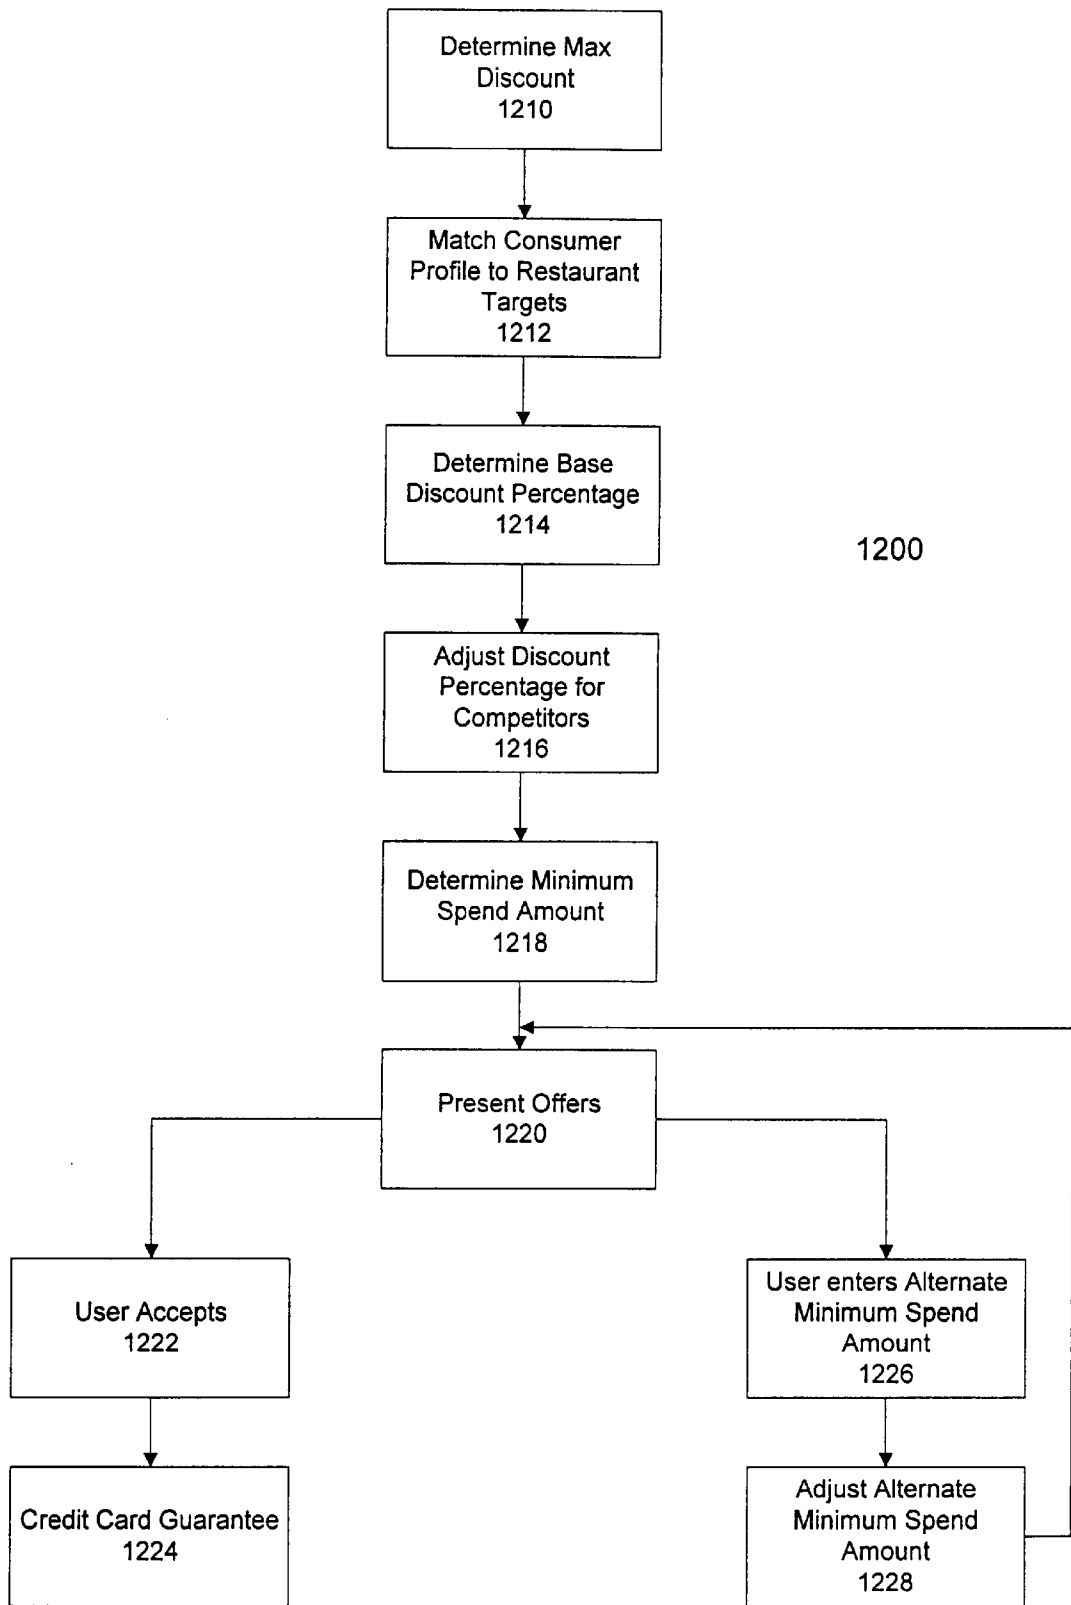 Determine Max
Discount
1210
Match Consumer
Profile to Restaurant
Targets
1212
Determine Base
Discount Percentage
1214
1200
Adjust Discount
Percentage for
Competitors
1216
Determine Minimum
Spend Amount
1218
Present Offers
1220
User Accepts
1222
User enters Alternate
Minimum Spend
Amount
1226
Credit Card Guarantee
1224
Adjust Alternate
Minimum Spend
Amount
1228